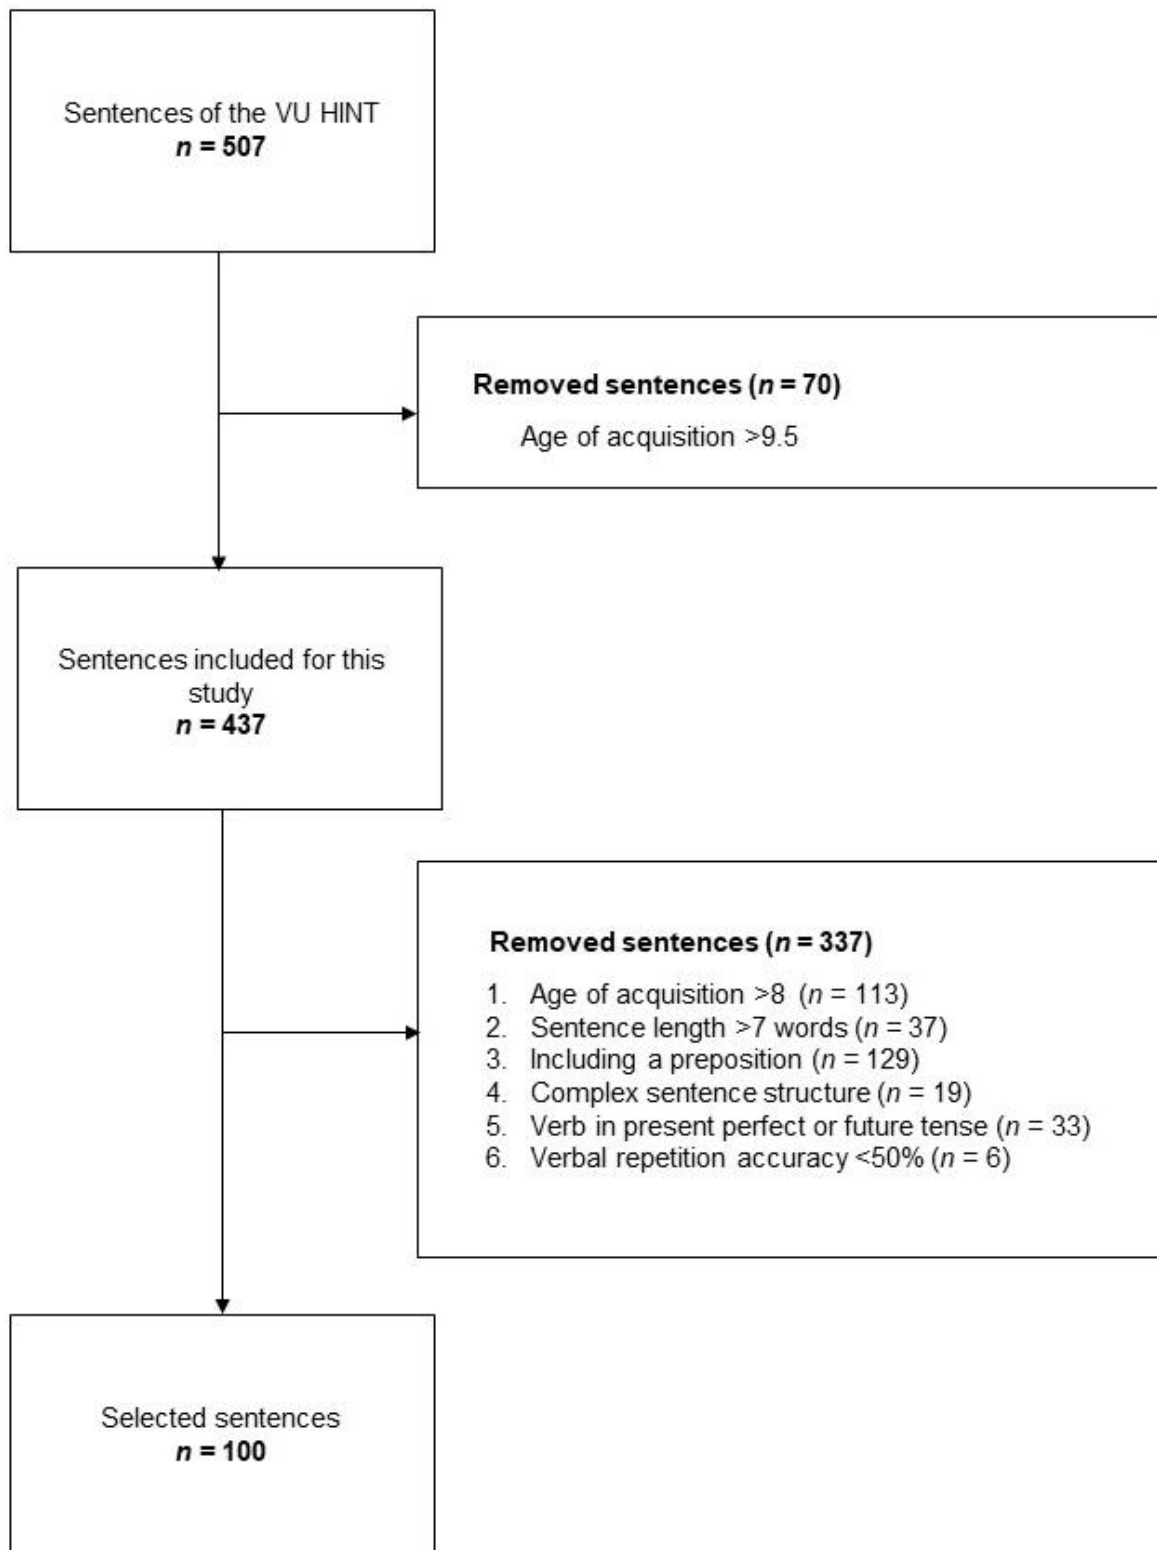 Sentences of the VU HINT
n = 507
Removed sentences (n = 70)
Age of acquisition >9.5
Sentences included for this
study
n = 437
Removed sentences (n = 337)
1. Age of acquisition >8 (n = 113)
2. Sentence length >7 words (n = 37)
3. Including a preposition (n = 129)
4. Complex sentence structure (n = 19)
5. Verb in present perfect or future tense (n = 33)
6. Verbal repetition accuracy <50% (n = 6)
Selected sentences
n = 100